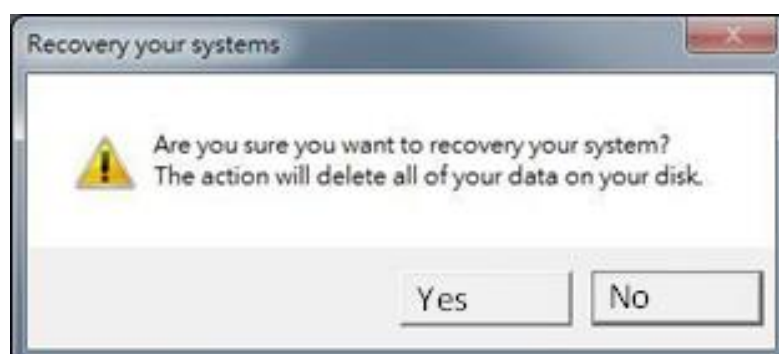 Recovery your systems
Are you sure you want to recovery your system?
The action will delete all of your data on your disk.
Yes
No